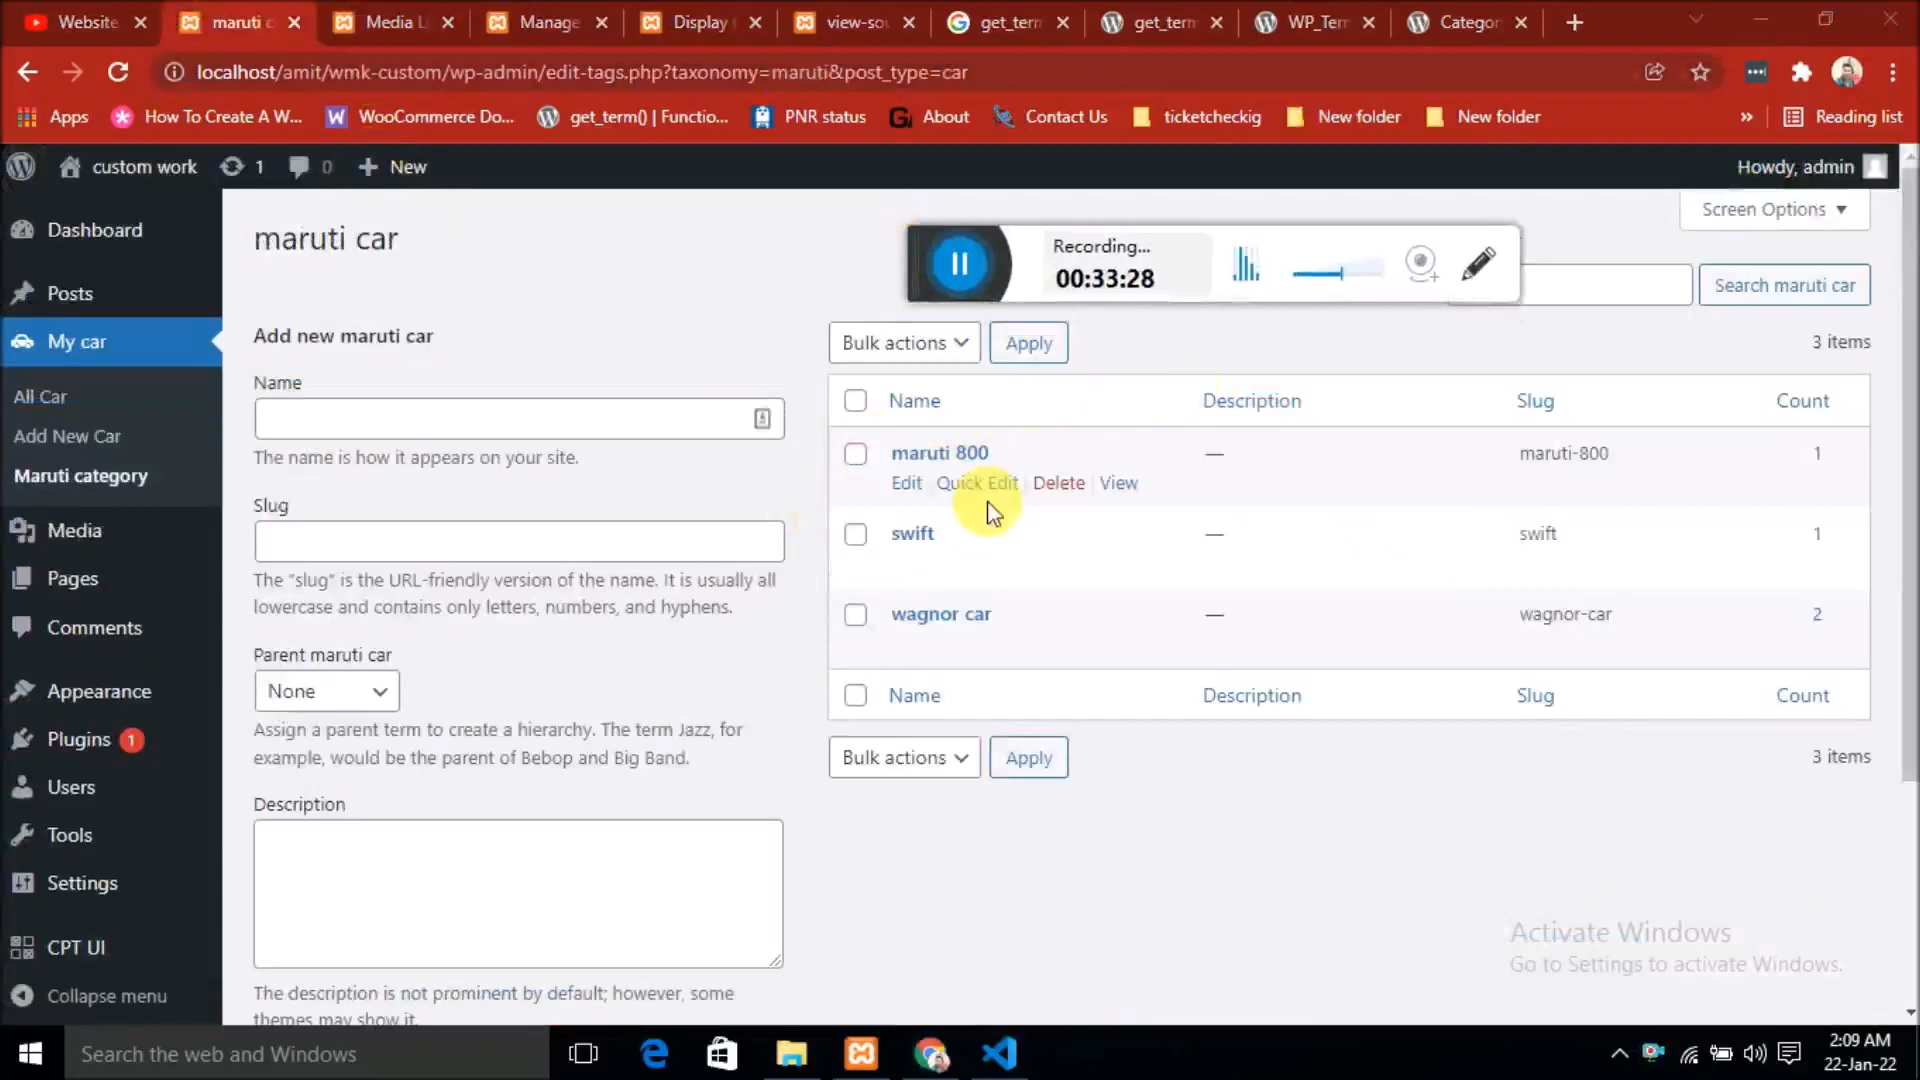 Website
maruti c
Media L
Manage
Display
view-so
get_term
get_term
WP_Term
Categor
localhost/amit/wmk-custom/wp-admin/edit-tags.php?taxonomy=maruti&post_type=car
Apps
How To Create A W...
WooCommerce Do...
get_term() | Functio...
PNR status
About
Contact Us
ticketcheckig
New folder
New folder
»
Reading list
custom work
1
0
New
Howdy, admin
Screen Options
Dashboard
Posts
My car
All Car
Add New Car
Maruti category
Media
Pages
Comments
Appearance
Plugins 1
Users
Tools
Settings
CPT UI
Collapse menu
maruti car
Recording...
00:33:28
Search maruti car
Add new maruti car
Name
The name is how it appears on your site.
Slug
The "slug" is the URL-friendly version of the name. It is usually all
lowercase and contains only letters, numbers, and hyphens.
Parent maruti car
None
Assign a parent term to create a hierarchy. The term Jazz, for
example, would be the parent of Bebop and Big Band.
Description
The description is not prominent by default; however, some
themes may show it.
Bulk actions
Apply
3 items
Name Description Slug Count
maruti 800 — maruti-800 1
Edit Quick Edit | Delete | View
swift — swift 1
wagnor car — wagnor-car 2
Name Description Slug Count
Bulk actions
Apply
3 items
Activate Windows
Go to Settings to activate Windows.
Search the web and Windows
2:09 AM
22-Jan-22